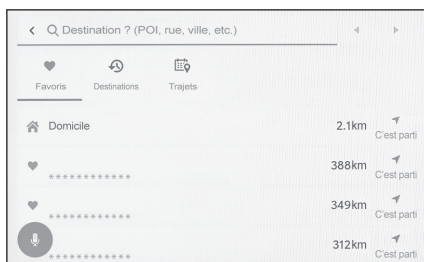 Destination ? (POI, rue, ville, etc.)
Favoris Destinations Trajets
Domicile 2.1km C'est parti
************ 388km C'est parti
************ 349km C'est parti
************ 312km C'est parti